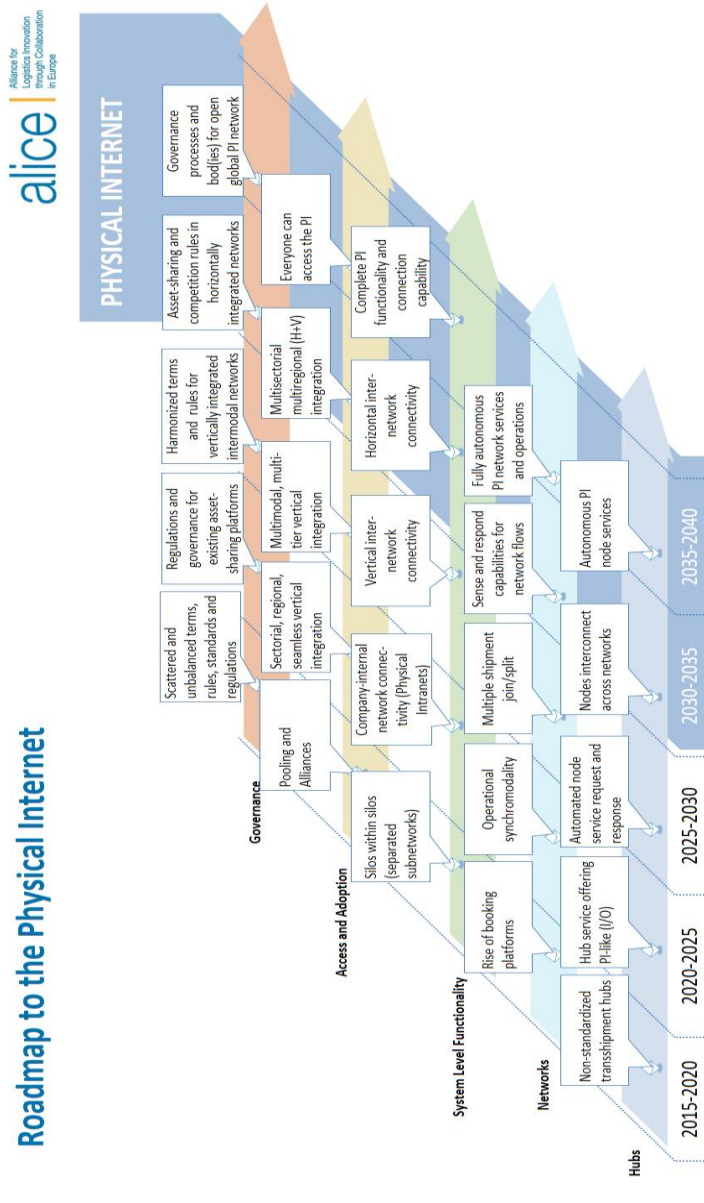 Roadmap to the Physical Internet
alice
Alliance for
Logistics Innovation
through Collaboration
in Europe
PHYSICAL INTERNET
Governance
Scattered and
unbalanced terms,
rules, standards and
regulations
Regulations and
governance for
existing asset-
sharing platforms
Harmonized terms
and rules for
vertically integrated
intermodal networks
Asset-sharing and
competition rules in
horizontally
integrated networks
Governance
processes and
bod(ies) for open
global PI network
Access and Adoption
Pooling and
Alliances
Sectorial, regional,
seamless vertical
integration
Multimodal, multi-
tier vertical
integration
Multisectorial
multiregional (H+V)
integration
Everyone can
access the PI
System Level Functionality
Silos within silos
(separated
subnetworks)
Company-internal
network connec-
tivity (Physical
Intranets)
Vertical inter-
network
connectivity
Horizontal inter-
network
connectivity
Complete PI
functionality and
connection
capability
Networks
Rise of booking
platforms
Operational
synchromodality
Multiple shipment
join/split
Sense and respond
capabilities for
network flows
Fully autonomous
PI network services
and operations
Hubs
Non-standardized
transshipment hubs
Hub service offering
PI-like (I/O)
Automated node
service request and
response
Nodes interconnect
across networks
Autonomous PI
node services
2015-2020
2020-2025
2025-2030
2030-2035
2035-2040